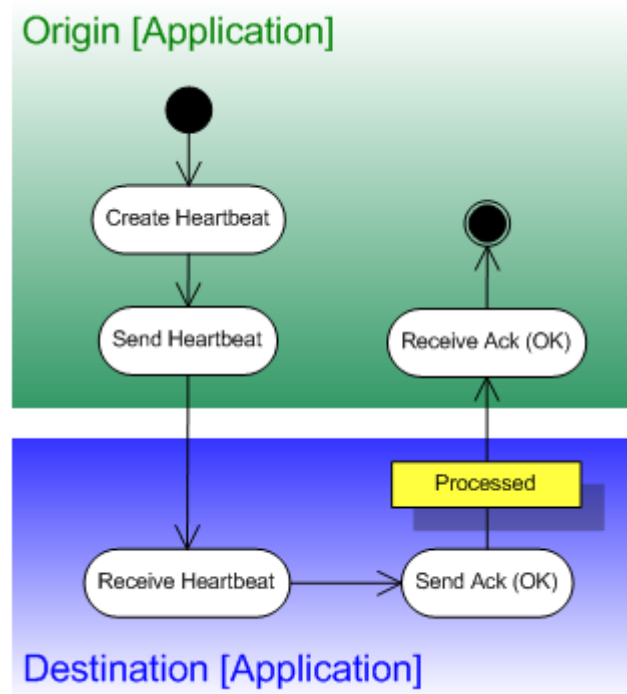 Origin [Application]
Create Heartbeat
Send Heartbeat
Receive Ack (OK)
Processed
Receive Heartbeat
Send Ack (OK)
Destination [Application]